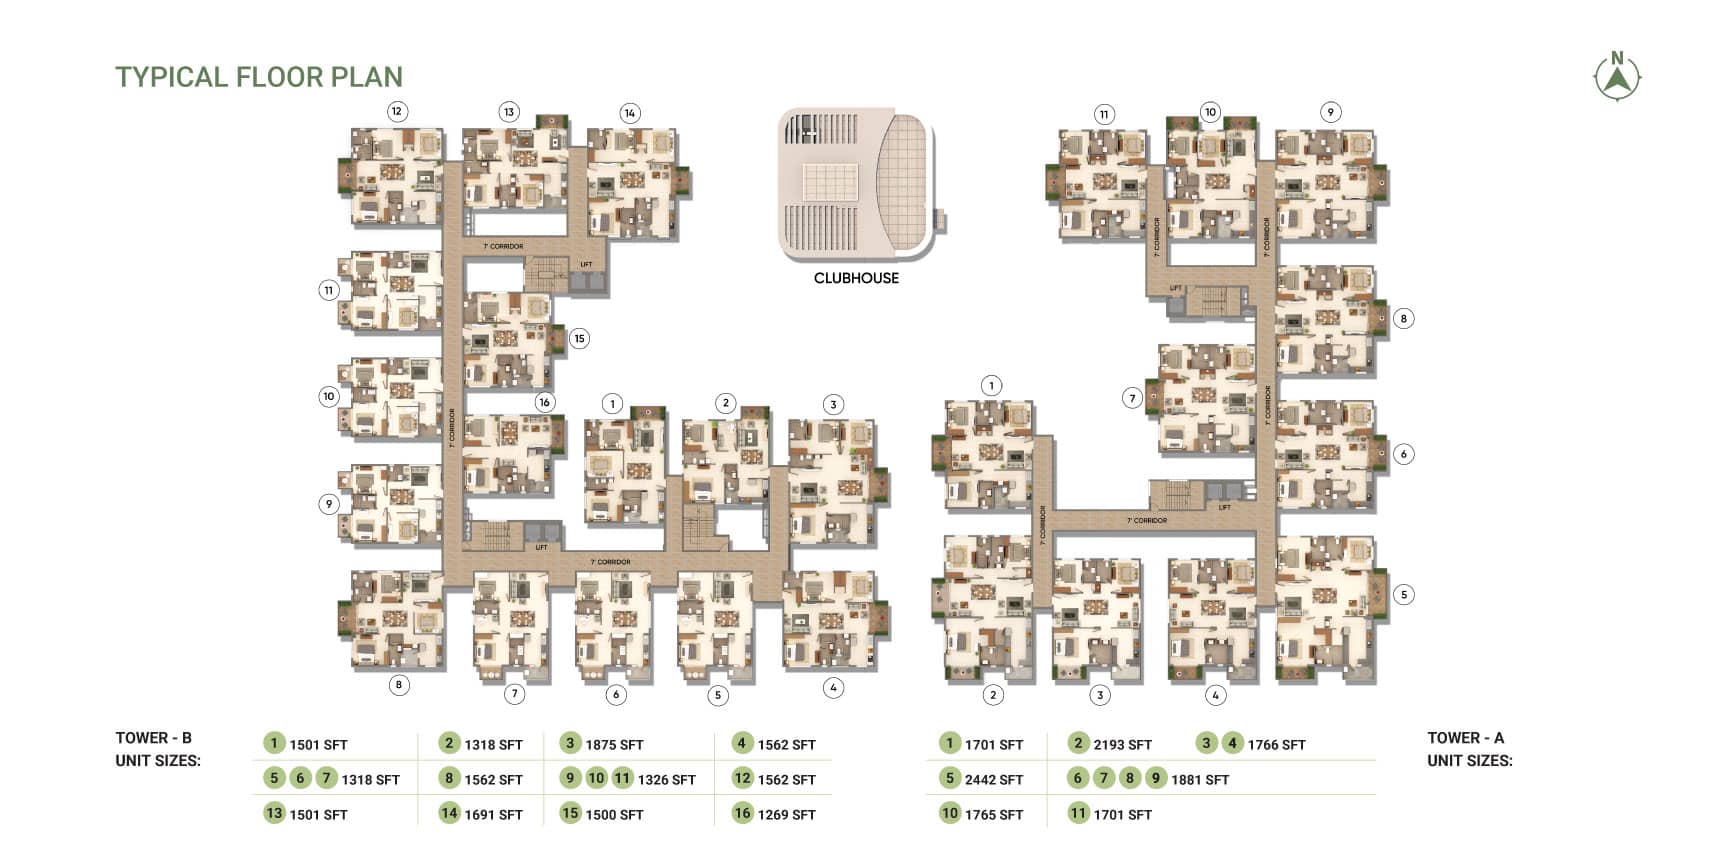 TYPICAL FLOOR PLAN
N
12
13
14
11
10
9
CLUBHOUSE
7' CORRIDOR
LIFT
7' CORRIDOR
7' CORRIDOR
LIFT
11
15
8
10
16
1
2
3
1
7
7' CORRIDOR
7' CORRIDOR
6
9
LIFT
7' CORRIDOR
LIFT
7' CORRIDOR
7' CORRIDOR
8
7
6
5
4
2
3
4
5
TOWER - B
UNIT SIZES:
1 1501 SFT
2 1318 SFT
3 1875 SFT
4 1562 SFT
5 6 7 1318 SFT
8 1562 SFT
9 10 11 1326 SFT
12 1562 SFT
13 1501 SFT
14 1691 SFT
15 1500 SFT
16 1269 SFT
1 1701 SFT
2 2193 SFT
3 4 1766 SFT
5 2442 SFT
6 7 8 9 1881 SFT
10 1765 SFT
11 1701 SFT
TOWER - A
UNIT SIZES: